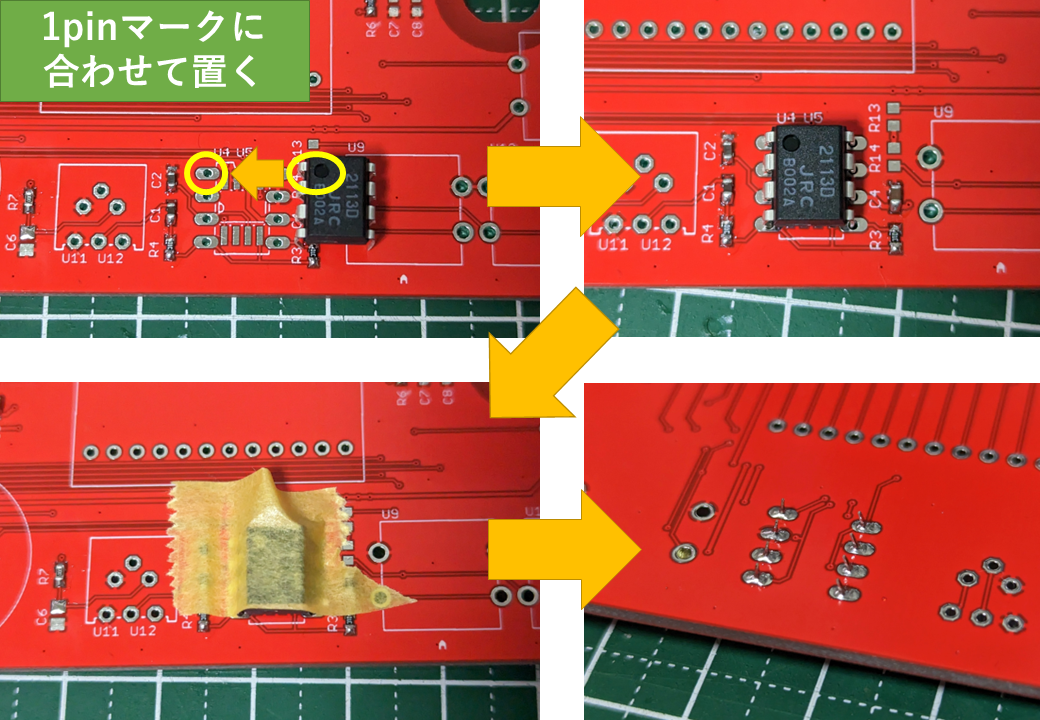 1pinマークに
合わせて置く
R6
C7
C8
U4 U5
R13
U9
C2
R7
C1
C6
R4
U11 U12
R3
2113D
JRC
B002A
U4 U5
R13
U9
C2
R14
C1
C4
R4
R3
U11 U12
2113D
JRC
B002A
R6
C7
C8
U9
R7
C6
U11 U12
R4
R3